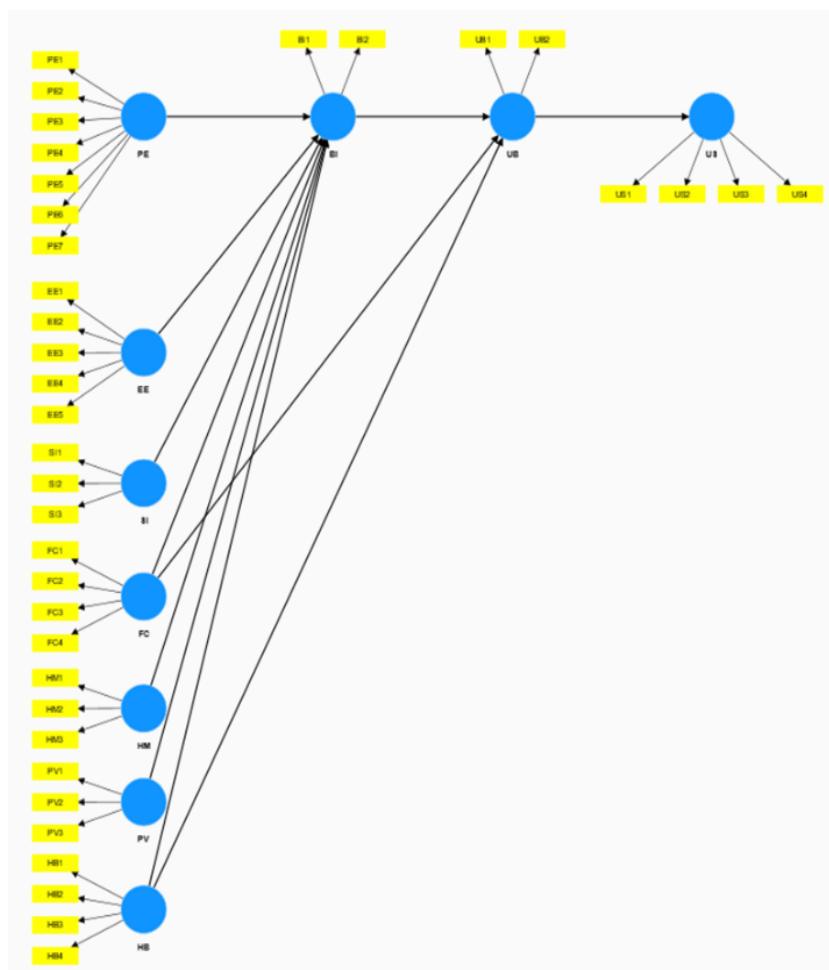 BI1 BI2 UB1 UB2
PE1
PE2
PE3
PE4
PE5
PE6
PE7
PE BI UB US
US1 US2 US3 US4
EE1
EE2
EE3
EE4
EE5
EE
SI1
SI2
SI3
SI
FC1
FC2
FC3
FC4
FC
HM1
HM2
HM3
HM
PV1
PV2
PV3
PV
HB1
HB2
HB3
HB4
HB